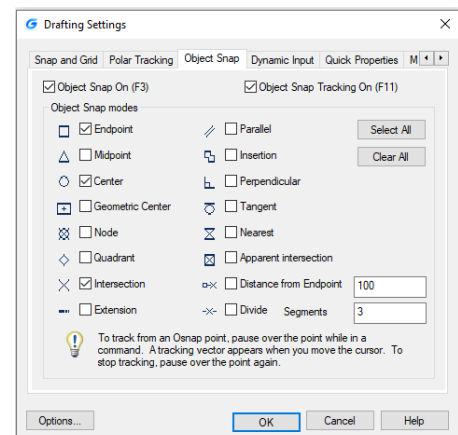 Drafting Settings
Snap and Grid Polar Tracking Object Snap Dynamic Input Quick Properties M
Object Snap On (F3) Object Snap Tracking On (F11)
Object Snap modes
Endpoint Parallel Select All
Midpoint Insertion Clear All
Center Perpendicular
Geometric Center Tangent
Node Nearest
Quadrant Apparent intersection
Intersection Distance from Endpoint 100
Extension Divide Segments 3
To track from an Osnap point, pause over the point while in a
command. A tracking vector appears when you move the cursor. To
stop tracking, pause over the point again.
Options... OK Cancel Help